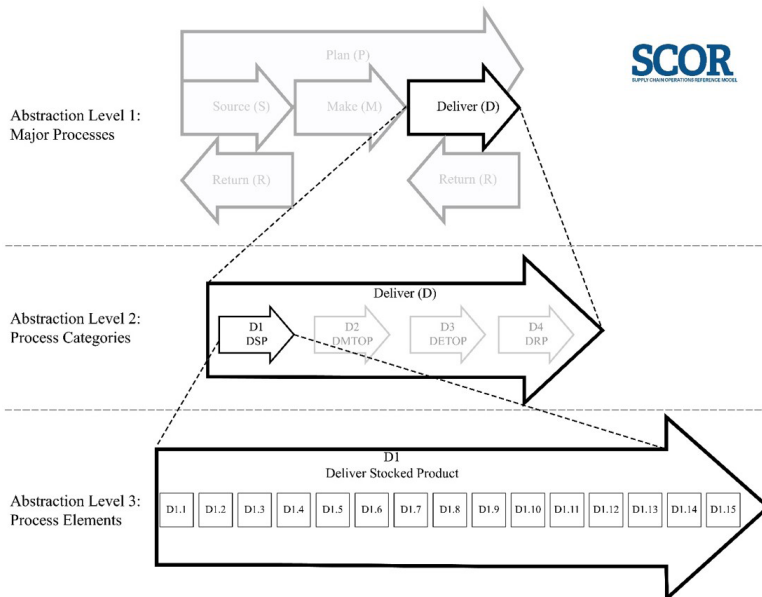 Plan (P)
SCOR
SUPPLY CHAIN OPERATIONS REFERENCE MODEL
Abstraction Level 1:
Major Processes
Source (S)
Make (M)
Deliver (D)
Return (R)
Return (R)
Abstraction Level 2:
Process Categories
Deliver (D)
D1
DSP
D2
DMTOP
D3
DETOP
D4
DRP
Abstraction Level 3:
Process Elements
D1
Deliver Stocked Product
D1.1
D1.2
D1.3
D1.4
D1.5
D1.6
D1.7
D1.8
D1.9
D1.10
D1.11
D1.12
D1.13
D1.14
D1.15